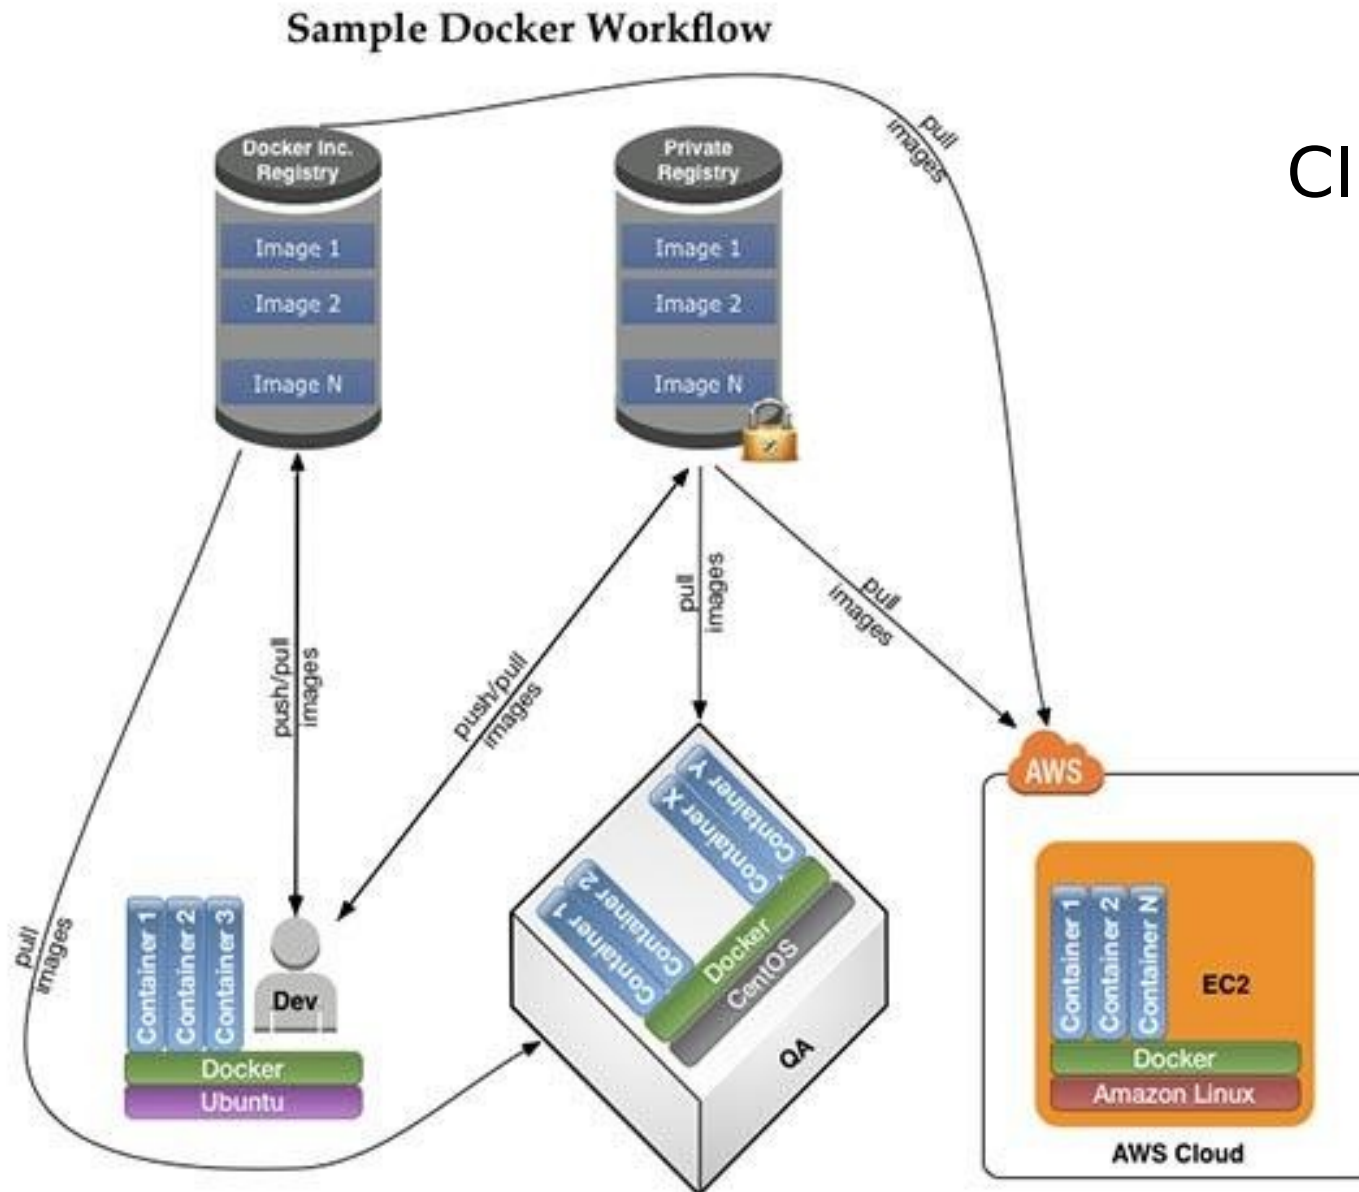 Sample Docker Workflow
CI
Docker Inc.
Registry
Image 1
Image 2
Image N
Private
Registry
Image 1
Image 2
Image N
pull
images
push/pull
images
push/pull
images
pull
images
pull
images
pull
images
Container 1
Container 2
Container 3
Dev
Docker
Ubuntu
Container 1
Container 2
Container X
Container Y
Docker
CentOS
QA
AWS
Container 1
Container 2
Container N
EC2
Docker
Amazon Linux
AWS Cloud